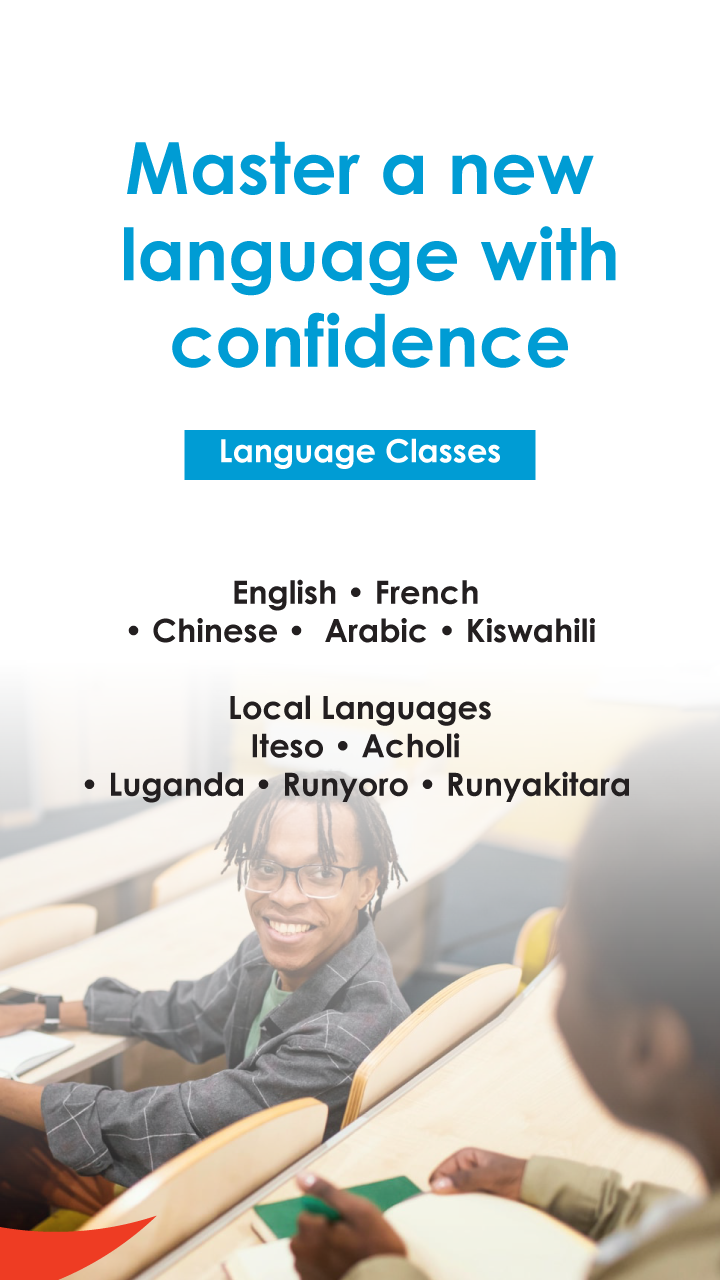 Master a new
language with
confidence
Language Classes
English • French
• Chinese • Arabic • Kiswahili
Local Languages
Iteso • Acholi
• Luganda • Runyoro • Runyakitara